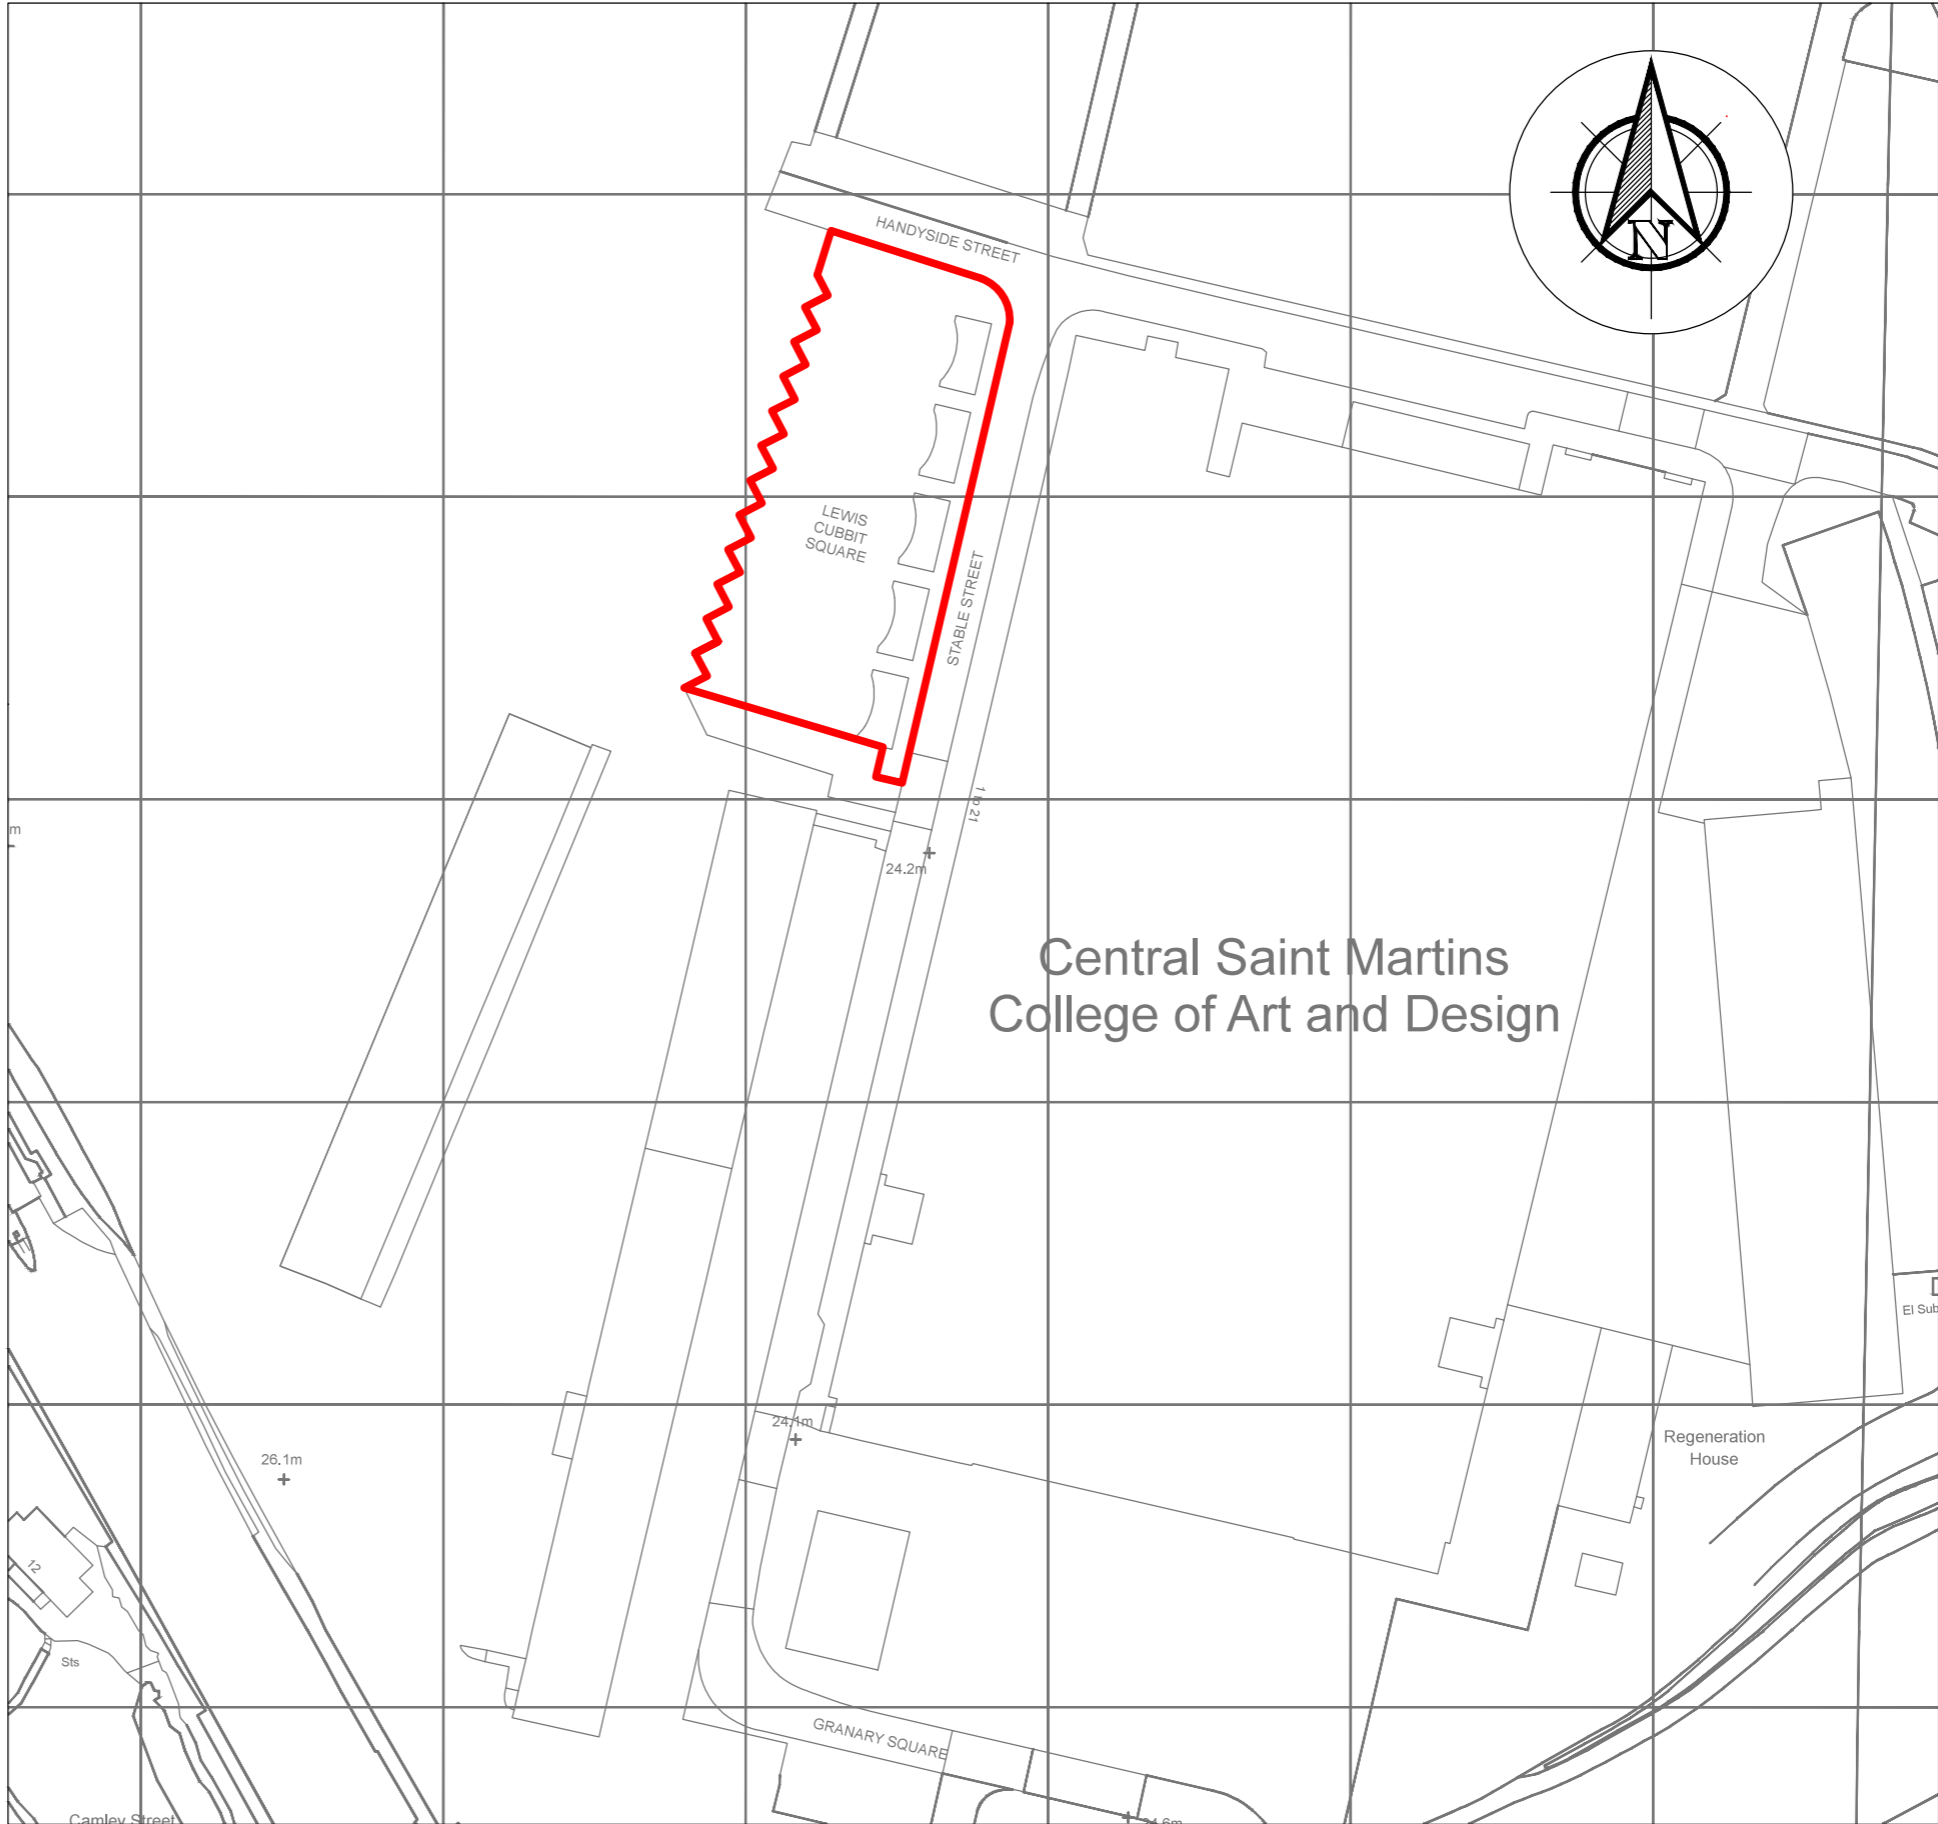 N
HANDYSIDE STREET
LEWIS
CUBBIT
SQUARE
STABLE STREET
1 to 21
m
24.2m
Central Saint Martins
College of Art and Design
El Sub
24.1m
Regeneration
House
26.1m
12
Sts
GRANARY SQUARE
Camley Street